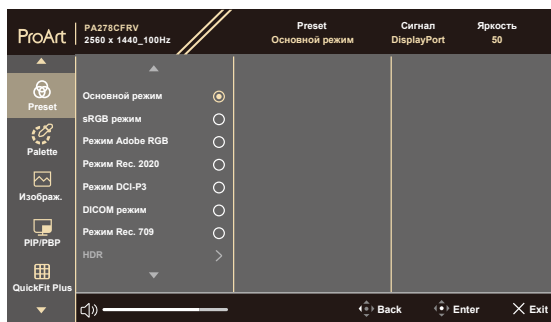 ProArt
PA278CFRV
2560 x 1440_100Hz
Preset
Основной режим
Сигнал
DisplayPort
Яркость
50
Preset
Palette
Изображ.
PIP/PBP
QuickFit Plus
Основной режим
sRGB режим
Режим Adobe RGB
Режим Rec. 2020
Режим DCI-P3
DICOM режим
Режим Rec. 709
HDR
Back
Enter
Exit